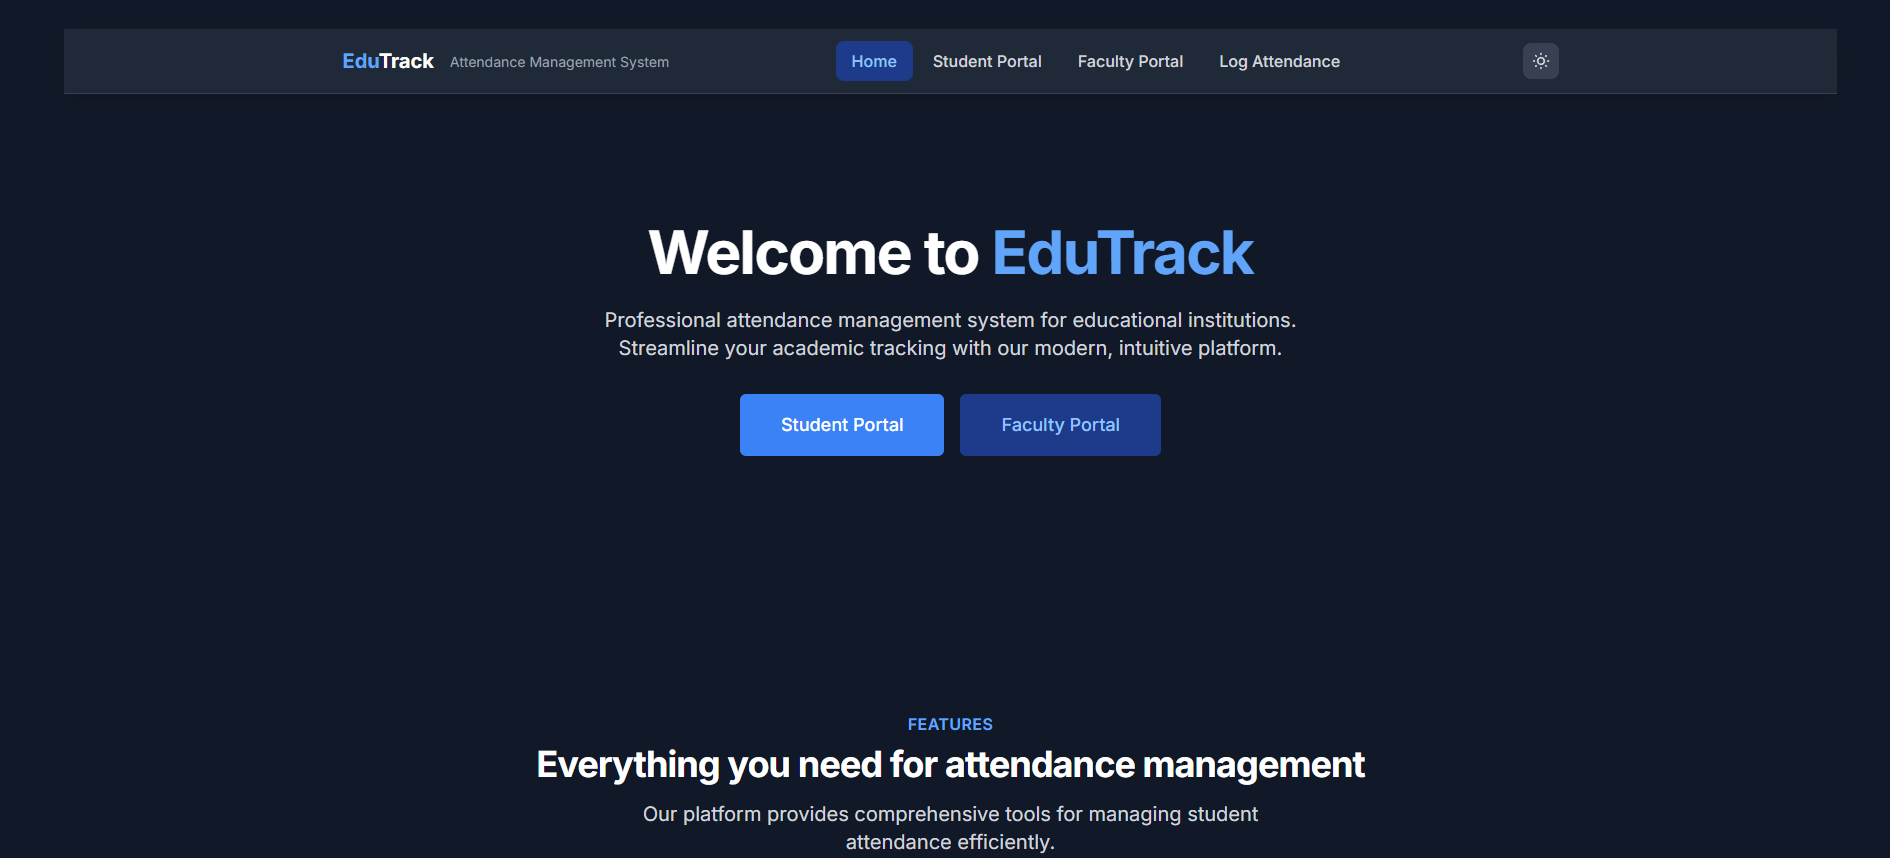 EduTrack Attendance Management System Home Student Portal Faculty Portal Log Attendance
Welcome to EduTrack
Professional attendance management system for educational institutions.
Streamline your academic tracking with our modern, intuitive platform.
Student Portal Faculty Portal
FEATURES
Everything you need for attendance management
Our platform provides comprehensive tools for managing student
attendance efficiently.